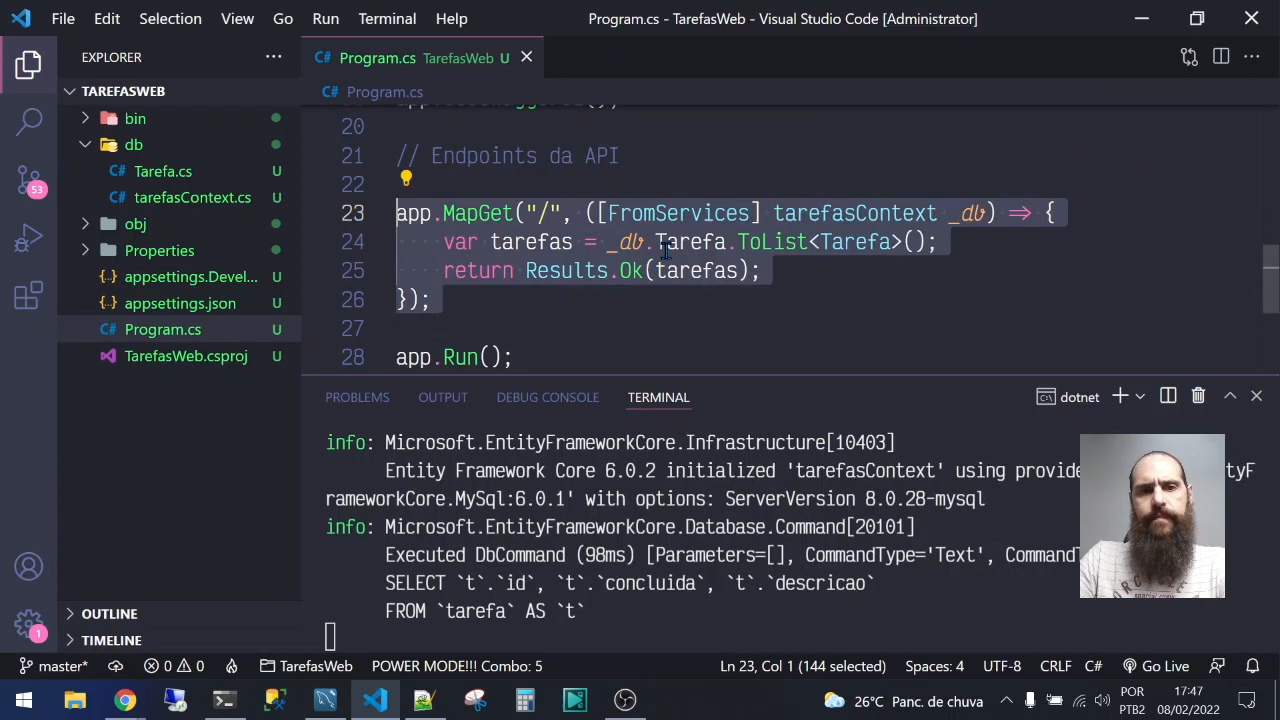 File Edit Selection View Go Run Terminal Help Program.cs - TarefasWeb - Visual Studio Code [Administrator]
EXPLORER
TAREFASWEB
bin
db
Tarefa.cs U
tarefasContext.cs U
obj
Properties
appsettings.Devel... U
appsettings.json U
Program.cs U
TarefasWeb.csproj U
OUTLINE
TIMELINE
53
1
C# Program.cs TarefasWeb U
C# Program.cs
20
21 // Endpoints da API
22
23 app.MapGet("/", ([FromServices] tarefasContext _db) => {
24 ····var tarefas = _db.Tarefa.ToList<Tarefa>();
25 ····return Results.Ok(tarefas);
26 });
27
28 app.Run();
PROBLEMS OUTPUT DEBUG CONSOLE TERMINAL dotnet
info: Microsoft.EntityFrameworkCore.Infrastructure[10403]
Entity Framework Core 6.0.2 initialized 'tarefasContext' using provide
rameworkCore.MySql:6.0.1' with options: ServerVersion 8.0.28-mysql
info: Microsoft.EntityFrameworkCore.Database.Command[20101]
Executed DbCommand (98ms) [Parameters=[], CommandType='Text', Command
SELECT `t`.`id`, `t`.`concluida`, `t`.`descricao`
FROM `tarefa` AS `t`
master* 0 0 TarefasWeb POWER MODE!!! Combo: 5 Ln 23, Col 1 (144 selected) Spaces: 4 UTF-8 CRLF C# Go Live
26°C Panc. de chuva POR PTB2 17:47 08/02/2022